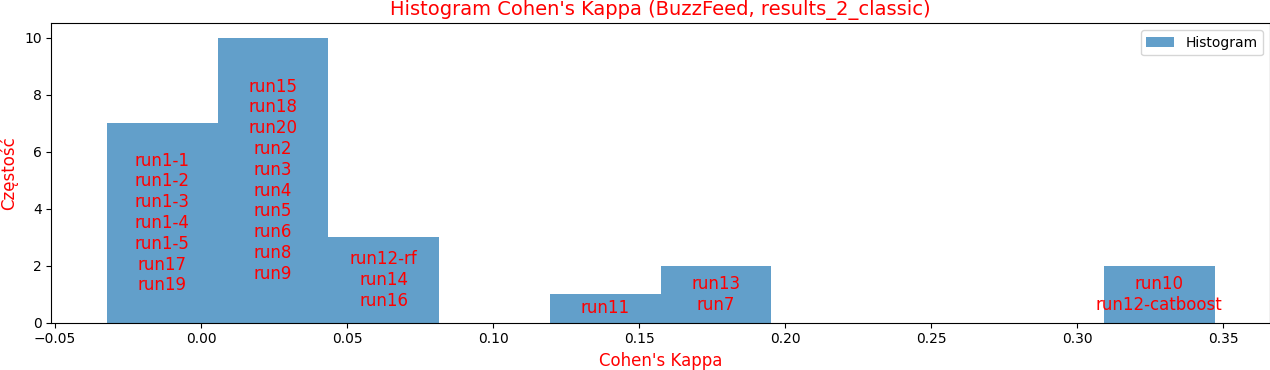 Histogram Cohen's Kappa (BuzzFeed, results_2_classic)
Histogram
Częstość
10
8
6
4
2
0
run1-1
run1-2
run1-3
run1-4
run1-5
run17
run19
run15
run18
run20
run2
run3
run4
run5
run6
run8
run9
run12-rf
run14
run16
run11
run13
run7
run10
run12-catboost
−0.05 0.00 0.05 0.10 0.15 0.20 0.25 0.30 0.35
Cohen's Kappa